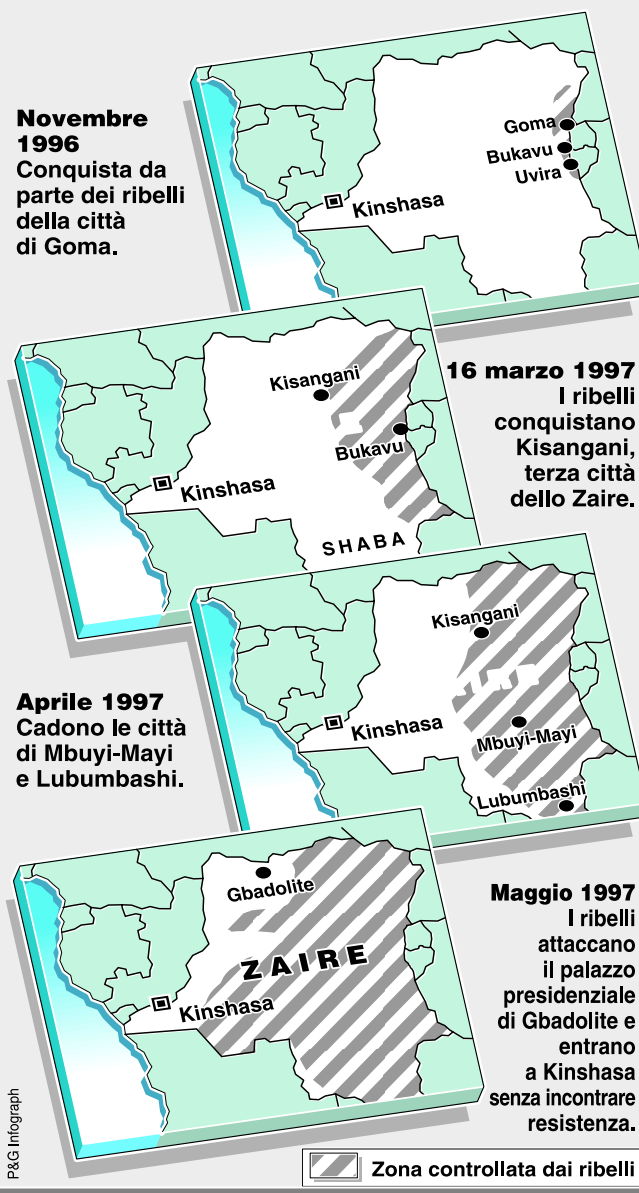 Novembre
1996
Conquista da
parte dei ribelli
della città
di Goma.
Goma
Bukavu
Uvira
Kinshasa
16 marzo 1997
I ribelli
conquistano
Kisangani,
terza città
dello Zaire.
Kisangani
Bukavu
Kinshasa
SHABA
Aprile 1997
Cadono le città
di Mbuyi-Mayi
e Lubumbashi.
Kisangani
Kinshasa
Mbuyi-Mayi
Lubumbashi
Maggio 1997
I ribelli
attaccano
il palazzo
presidenziale
di Gbadolite e
entrano
a Kinshasa
senza incontrare
resistenza.
Gbadolite
ZAIRE
Kinshasa
Zona controllata dai ribelli
P&G Infograph